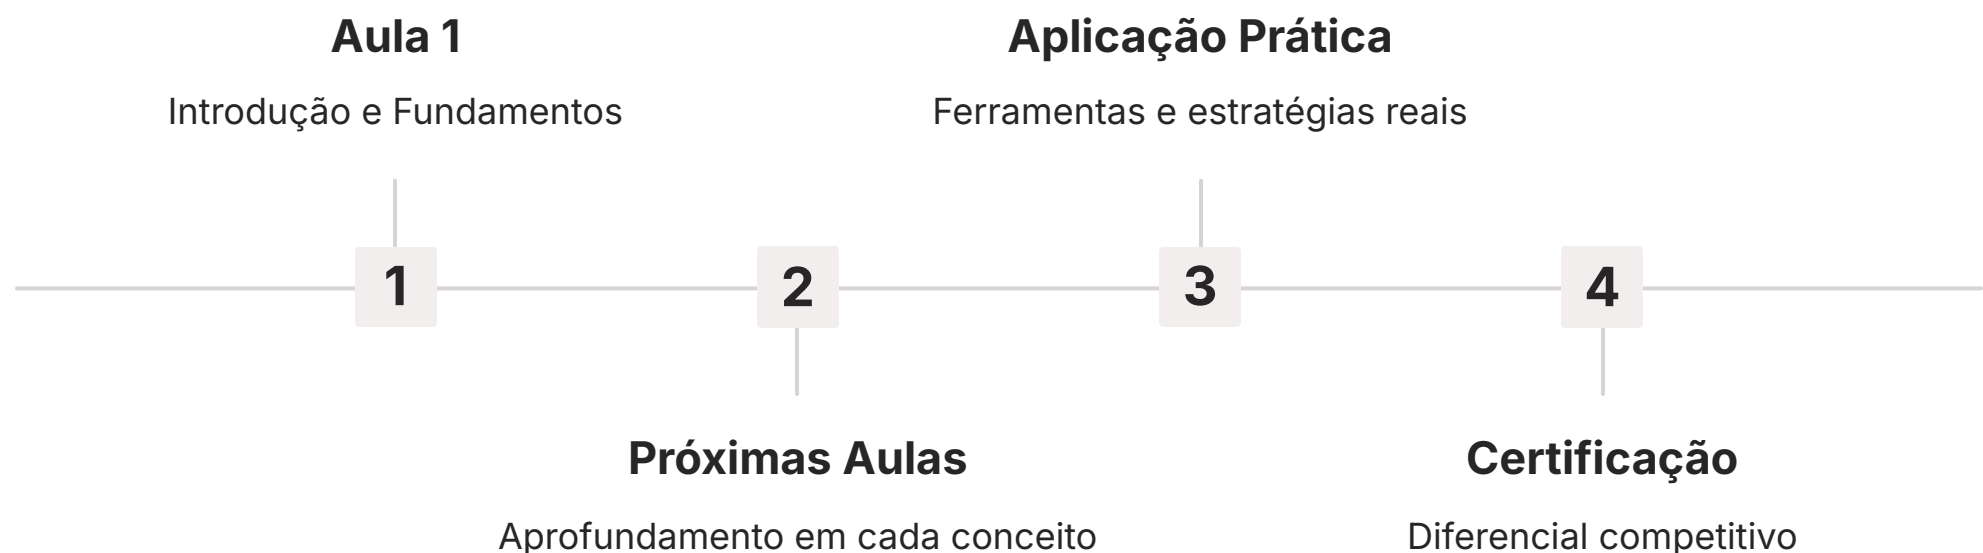 Aula 1
Introdução e Fundamentos
Aplicação Prática
Ferramentas e estratégias reais
1
2
3
4
Próximas Aulas
Aprofundamento em cada conceito
Certificação
Diferencial competitivo